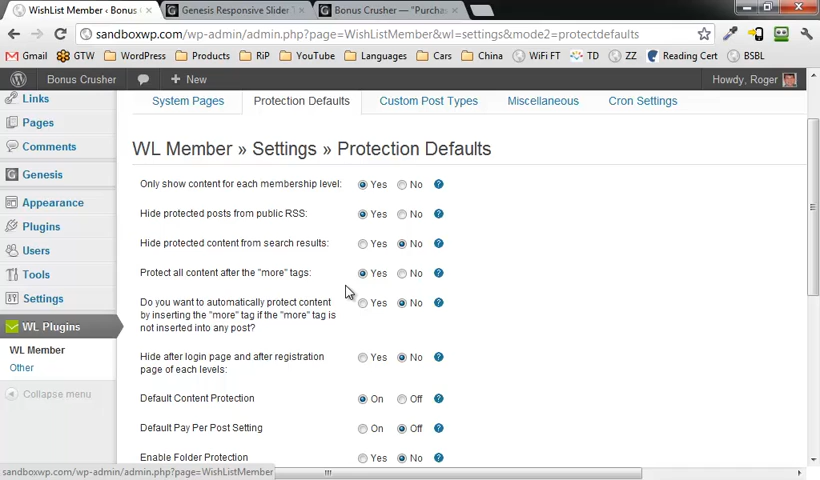 WishList Member ‹ Bonus ×
Genesis Responsive Slider ×
Bonus Crusher — "Purcha ×
sandboxwp.com/wp-admin/admin.php?page=WishListMember&wl=settings&mode2=protectdefaults
Gmail GTW WordPress Products RiP YouTube Languages Cars China WiFi FT TD ZZ Reading Cert BSBL
Bonus Crusher + New Howdy, Roger
Links
Pages
Comments
Genesis
Appearance
Plugins
Users
Tools
Settings
WL Plugins
WL Member
Other
Collapse menu
System Pages Protection Defaults Custom Post Types Miscellaneous Cron Settings
WL Member » Settings » Protection Defaults
Only show content for each membership level: Yes No ?
Hide protected posts from public RSS: Yes No ?
Hide protected content from search results: Yes No ?
Protect all content after the "more" tags: Yes No ?
Do you want to automatically protect content
by inserting the "more" tag if the "more" tag is
not inserted into any post? Yes No ?
Hide after login page and after registration
page of each levels: Yes No ?
Default Content Protection On Off ?
Default Pay Per Post Setting On Off ?
Enable Folder Protection Yes No ?
sandboxwp.com/wp-admin/admin.php?page=WishListMember